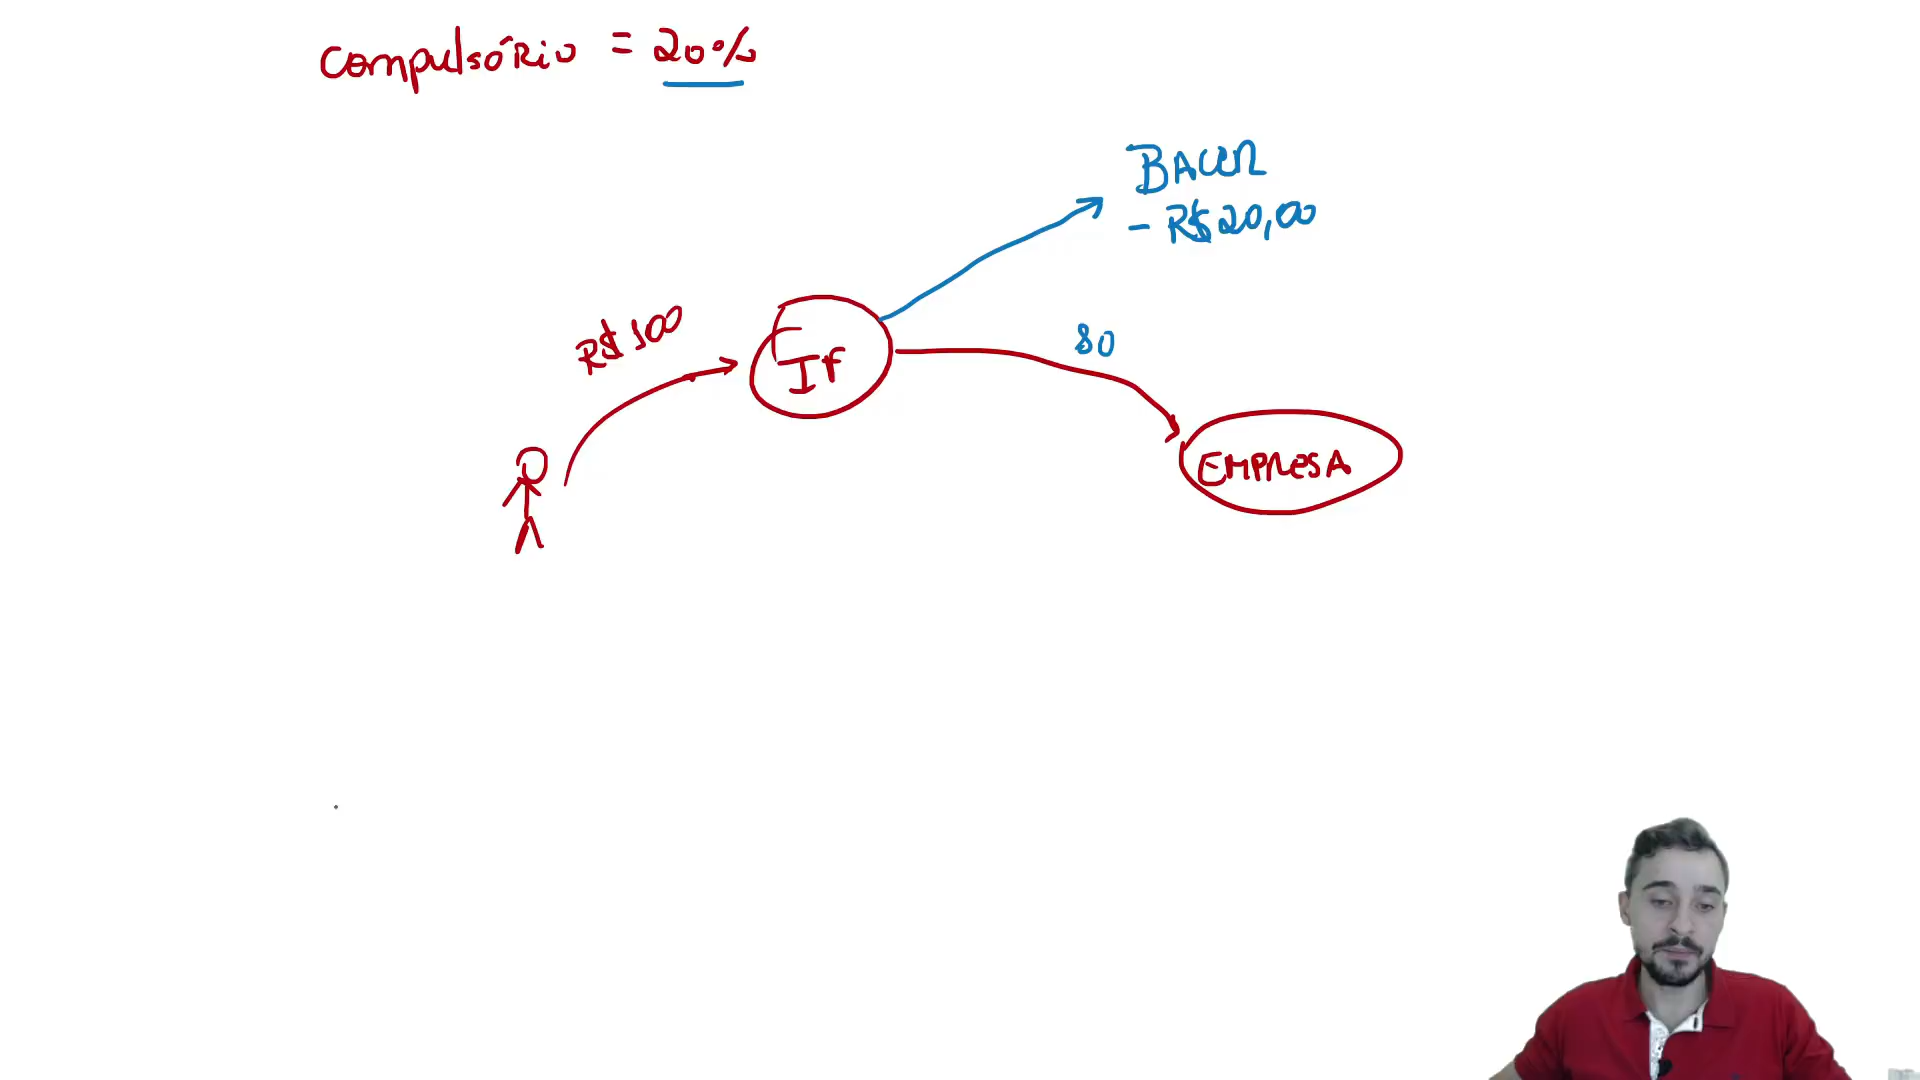 compulsóRio = 20%
BACEN
- R$20,00
R$ 100
80
IF
EMPRESA